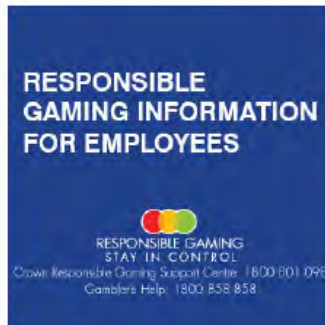 RESPONSIBLE
GAMING INFORMATION
FOR EMPLOYEES
RESPONSIBLE GAMING
STAY IN CONTROL
Crown Responsible Gaming Support Centre: 1800 801 098
Gamblers Help: 1800 858 858